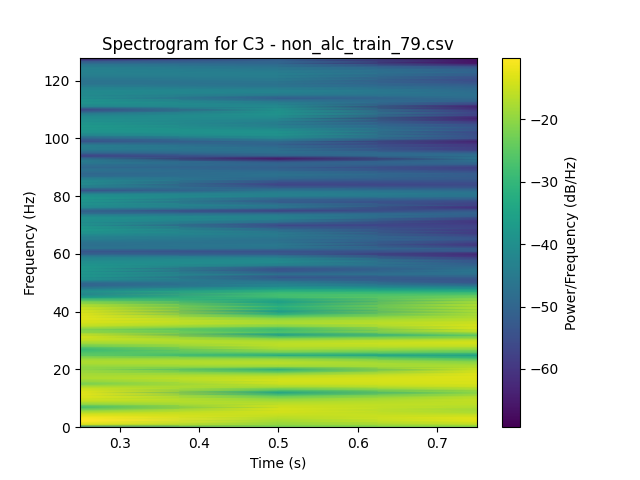 Spectrogram for C3 - non_alc_train_79.csv
120
100
80
60
40
20
0
Frequency (Hz)
0.3 0.4 0.5 0.6 0.7
Time (s)
−20
−30
−40
−50
−60
Power/Frequency (dB/Hz)